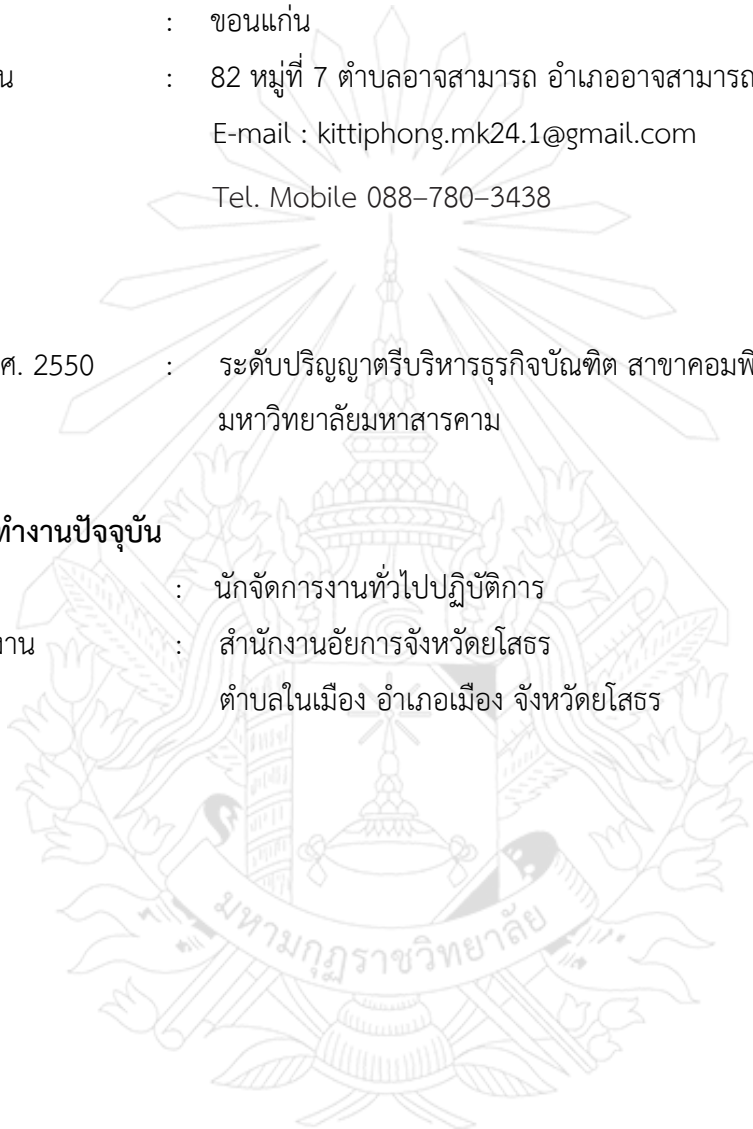 : ขอนแก่น
น : 82 หมู่ที่ 7 ตำบลอาจสามารถ อำเภออาจสามารถ
E-mail : kittiphong.mk24.1@gmail.com
Tel. Mobile 088–780–3438
ศ. 2550 : ระดับปริญญาตรีบริหารธุรกิจบัณฑิต สาขาคอมพิ
มหาวิทยาลัยมหาสารคาม
ทำงานปัจจุบัน
: นักจัดการงานทั่วไปปฏิบัติการ
งาน : สำนักงานอัยการจังหวัดยโสธร
ตำบลในเมือง อำเภอเมือง จังหวัดยโสธร
มหามกุฏราชวิทยาลัย